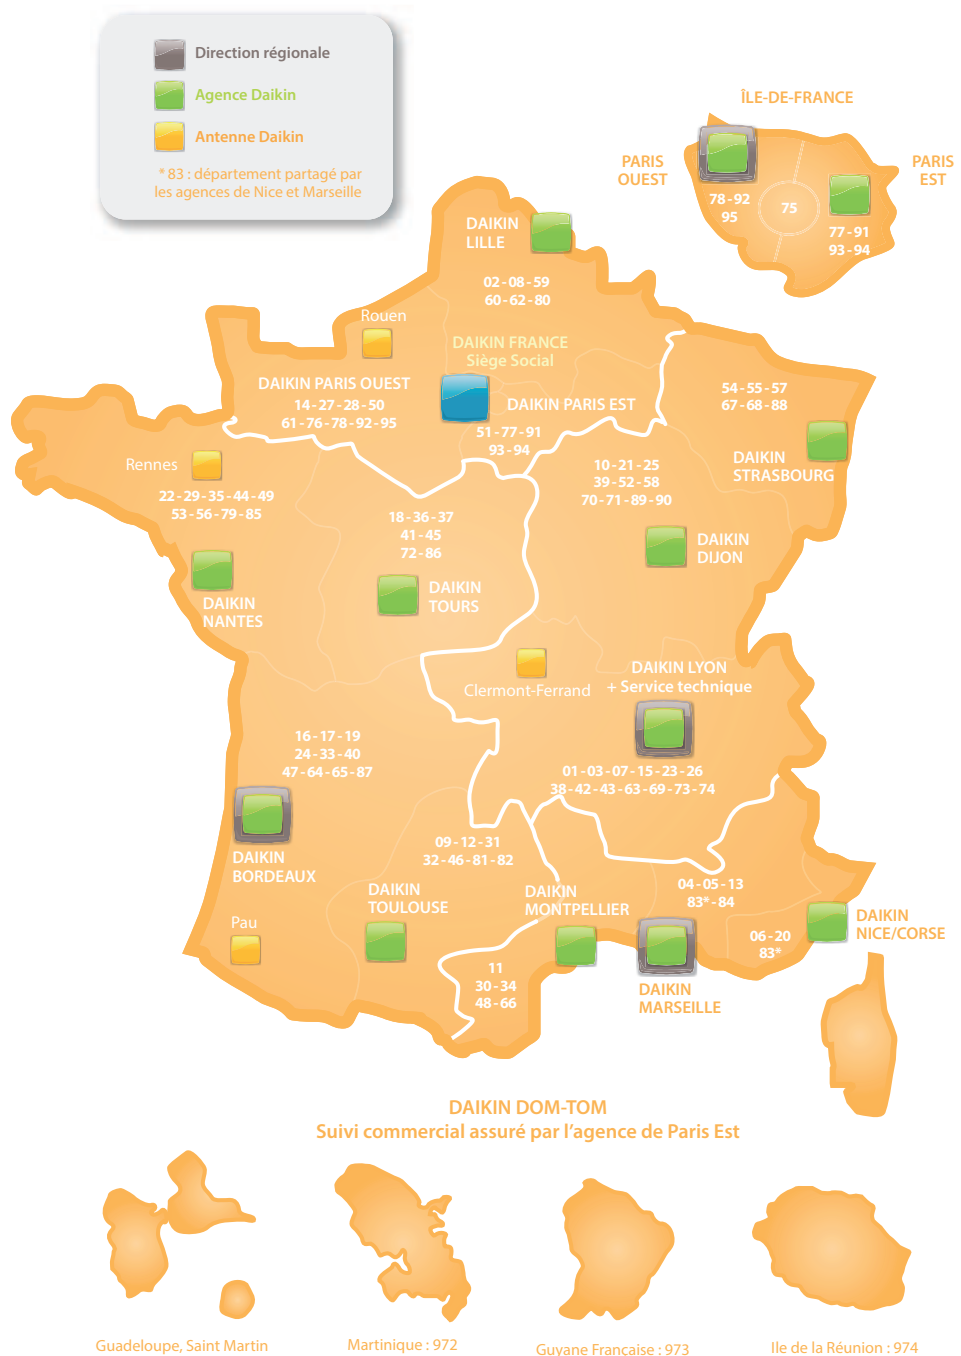 Direction régionale
Agence Daikin
Antenne Daikin
* 83 : département partagé par
les agences de Nice et Marseille
ÎLE-DE-FRANCE
PARIS
OUEST
PARIS
EST
78 - 92
95
75
77 - 91
93 - 94
DAIKIN
LILLE
02 - 08 - 59
60 - 62 - 80
Rouen
DAIKIN FRANCE
Siège Social
DAIKIN PARIS OUEST
14 - 27 - 28 - 50
61 - 76 - 78 - 92 - 95
DAIKIN PARIS EST
51 - 77 - 91
93 - 94
54 - 55 - 57
67 - 68 - 88
DAIKIN
STRASBOURG
Rennes
22 - 29 - 35 - 44 - 49
53 - 56 - 79 - 85
10 - 21 - 25
39 - 52 - 58
70 - 71 - 89 - 90
18 - 36 - 37
41 - 45
72 - 86
DAIKIN
DIJON
DAIKIN
NANTES
DAIKIN
TOURS
Clermont-Ferrand
DAIKIN LYON
+ Service technique
16 - 17 - 19
24 - 33 - 40
47 - 64 - 65 - 87
01 - 03 - 07 - 15 - 23 - 26
38 - 42 - 43 - 63 - 69 - 73 - 74
DAIKIN
BORDEAUX
09 - 12 - 31
32 - 46 - 81 - 82
DAIKIN
TOULOUSE
DAIKIN
MONTPELLIER
04 - 05 - 13
83* - 84
Pau
06 - 20
83*
DAIKIN
NICE/CORSE
11
30 - 34
48 - 66
DAIKIN
MARSEILLE
DAIKIN DOM-TOM
Suivi commercial assuré par l'agence de Paris Est
Guadeloupe, Saint Martin
Martinique : 972
Guyane Francaise : 973
Ile de la Réunion : 974